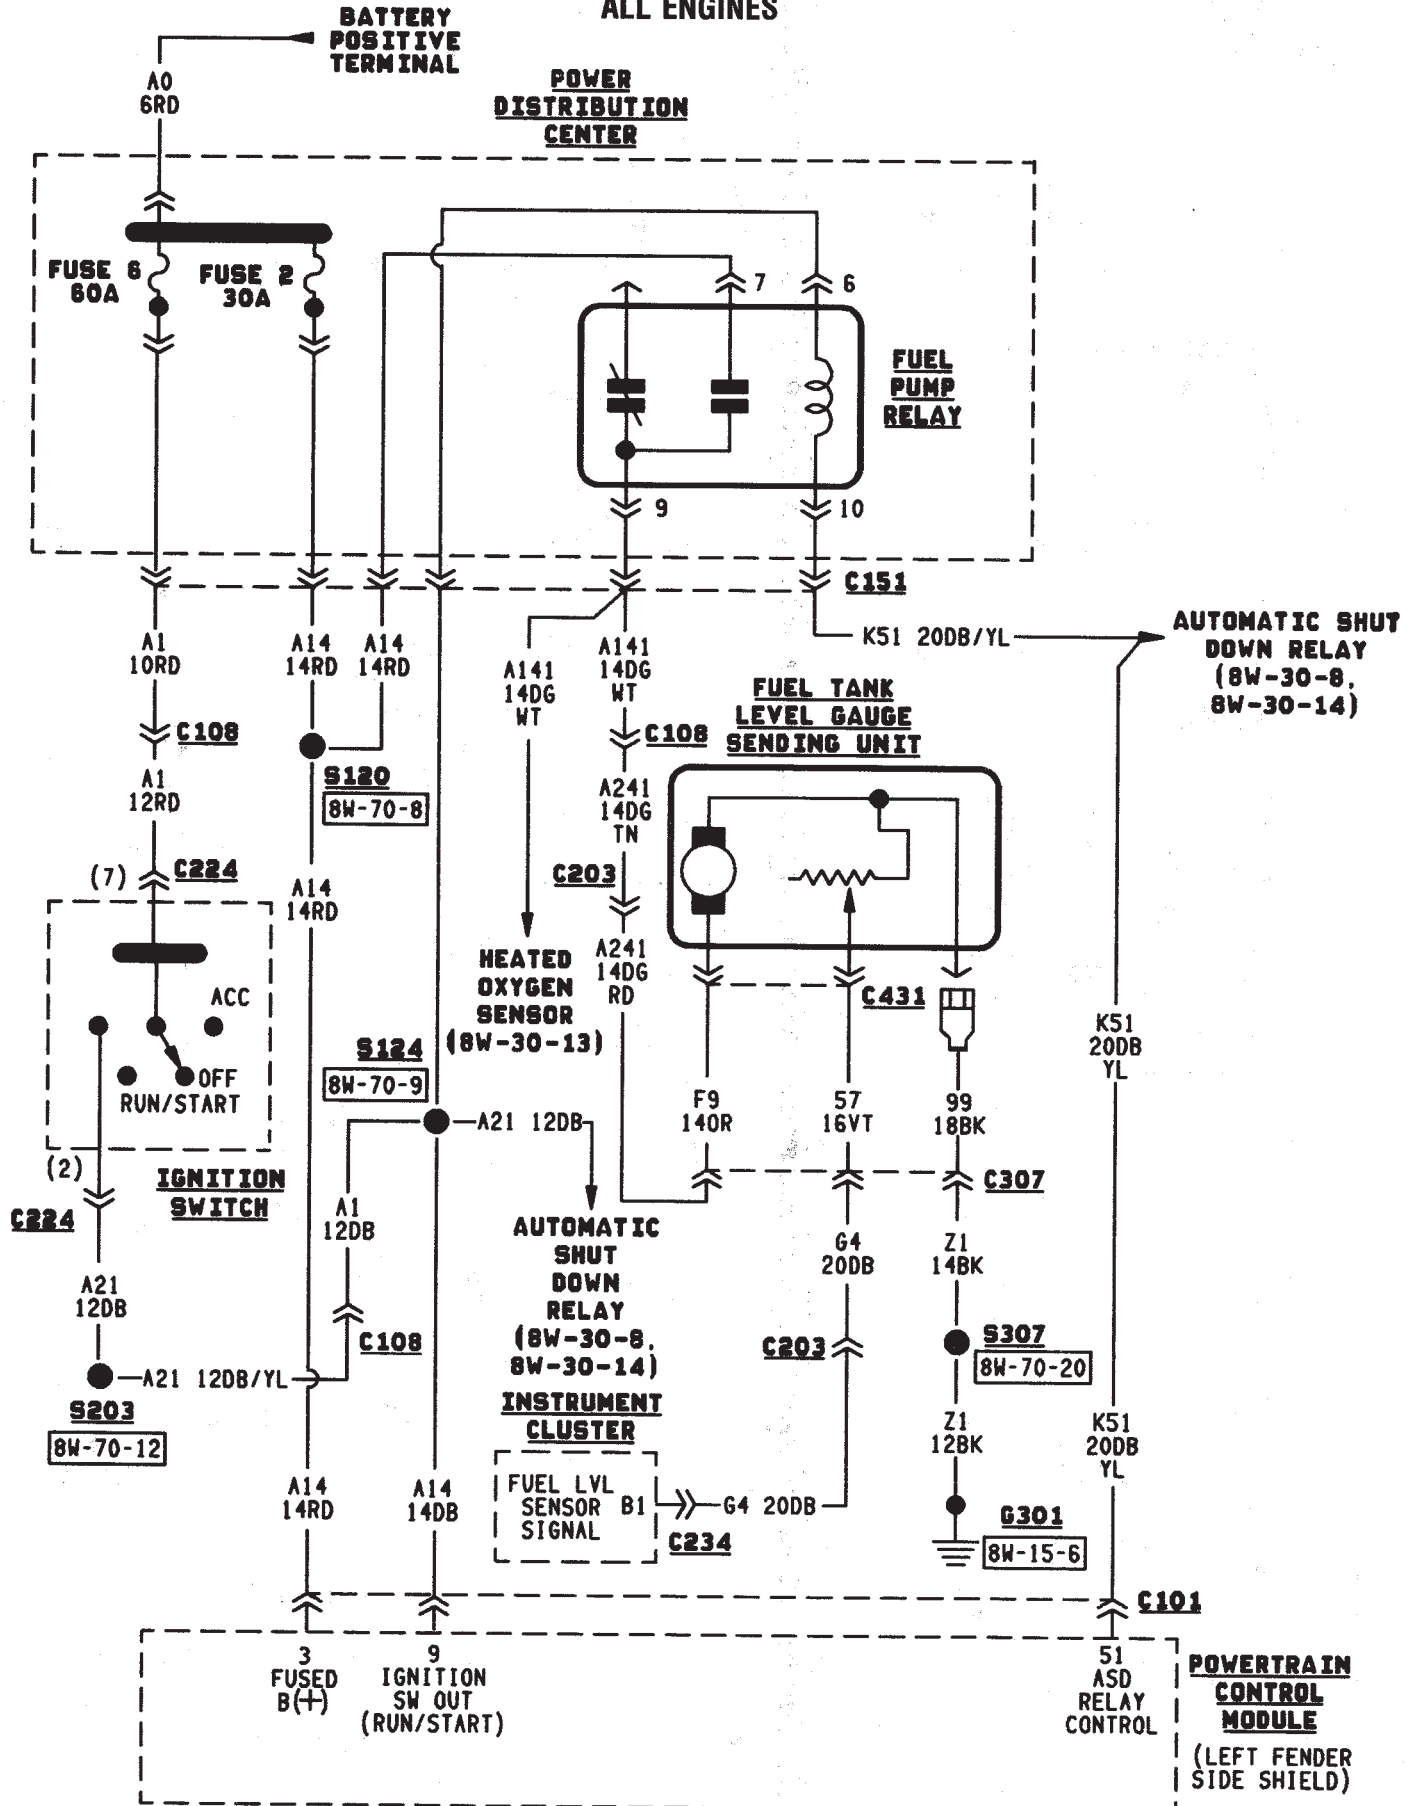 ALL ENGINES
BATTERY
POSITIVE
TERMINAL
A0
6RD
POWER
DISTRIBUTION
CENTER
FUSE 6
60A
FUSE 2
30A
7
6
FUEL
PUMP
RELAY
9
10
C151
A1
10RD
A14
14RD
A14
14RD
A141
14DG
WT
A141
14DG
WT
K51 20DB/YL
AUTOMATIC SHUT
DOWN RELAY
(8W-30-8,
8W-30-14)
C108
C108
FUEL TANK
LEVEL GAUGE
SENDING UNIT
A1
12RD
S120
8W-70-8
A241
14DG
TN
(7)
C224
A14
14RD
C203
ACC
OFF
RUN/START
HEATED
OXYGEN
SENSOR
(8W-30-13)
A241
14DG
RD
C431
K51
20DB
YL
S124
8W-70-9
A21 12DB
F9
14OR
57
16VT
99
18BK
(2)
IGNITION
SWITCH
C224
A1
12DB
C307
AUTOMATIC
SHUT
DOWN
RELAY
(8W-30-8,
8W-30-14)
G4
20DB
Z1
14BK
A21
12DB
C108
C203
S307
8W-70-20
A21 12DB/YL
S203
8W-70-12
INSTRUMENT
CLUSTER
Z1
12BK
K51
20DB
YL
A14
14RD
A14
14DB
FUEL LVL
SENSOR
SIGNAL
B1
G4 20DB
C234
G301
8W-15-6
C101
3
FUSED
B(+)
9
IGNITION
SW OUT
(RUN/START)
51
ASD
RELAY
CONTROL
POWERTRAIN
CONTROL
MODULE
(LEFT FENDER
SIDE SHIELD)